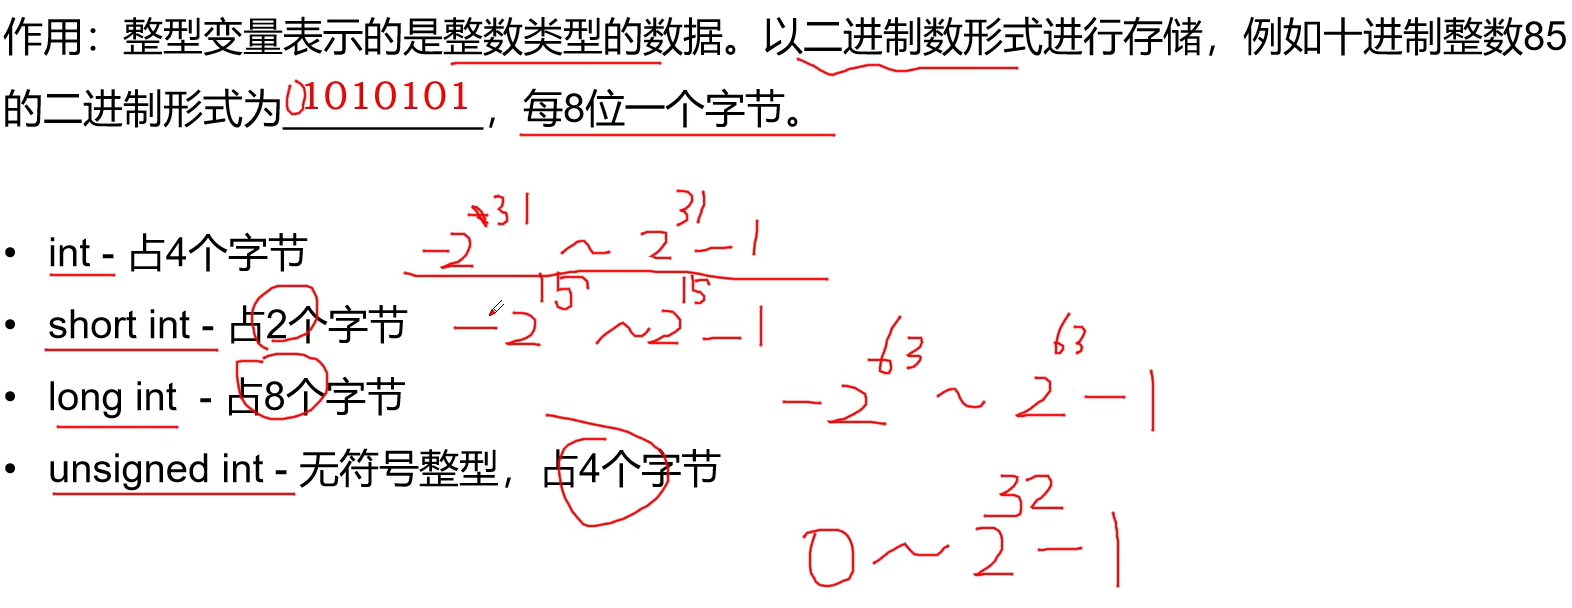 作用：整型变量表示的是整数类型的数据。以二进制数形式进行存储，例如十进制整数85
的二进制形式为01010101，每8位一个字节。
-2^31 ~ 2^31-1
• int - 占4个字节
• short int - 占2个字节 -2^15 ~ 2^15-1
• long int - 占8个字节 -2^63 ~ 2^63-1
• unsigned int - 无符号整型，占4个字节
0 ~ 2^32-1